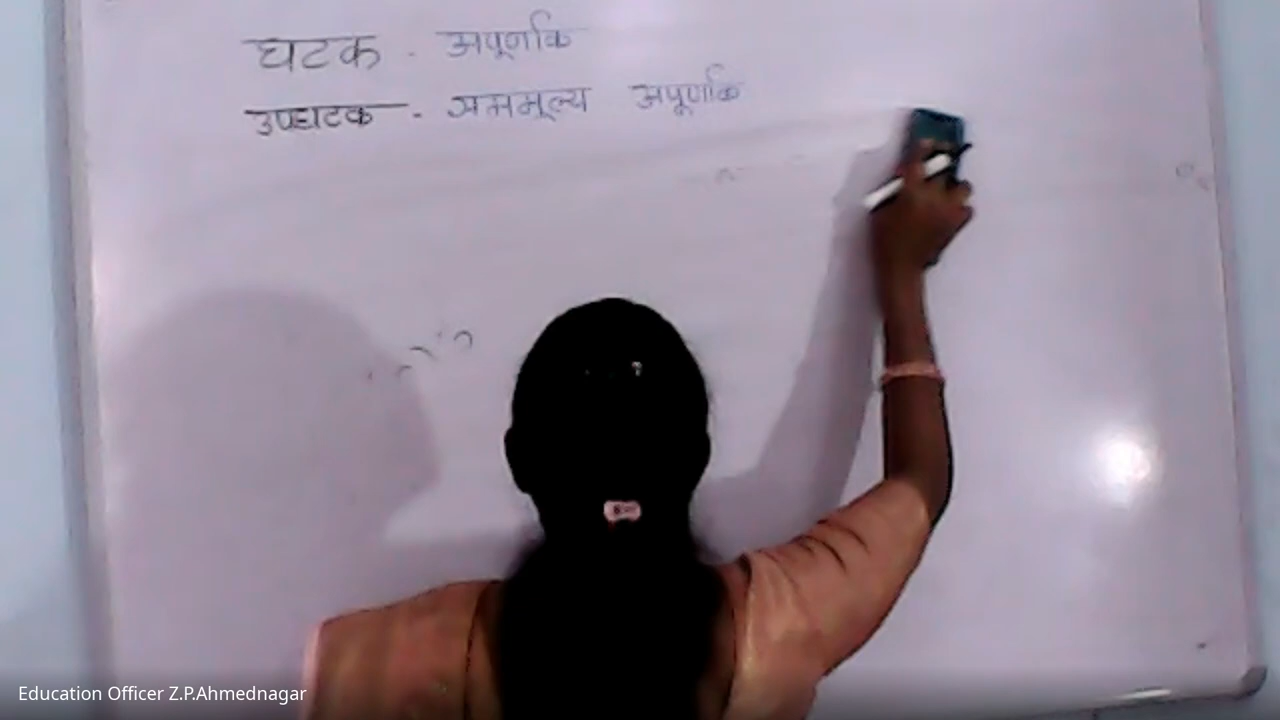 घटक - अपूर्णांक
उपघटक - सममूल्य अपूर्णांक
Education Officer Z.P.Ahmednagar